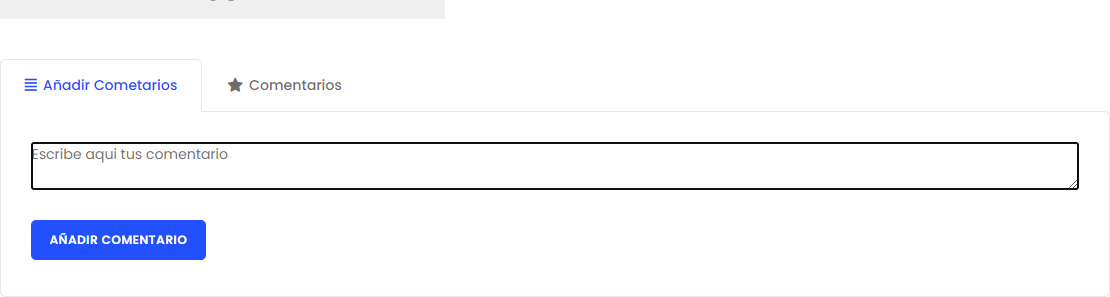 Añadir Cometarios
Comentarios
Escribe aqui tus comentario
AÑADIR COMENTARIO